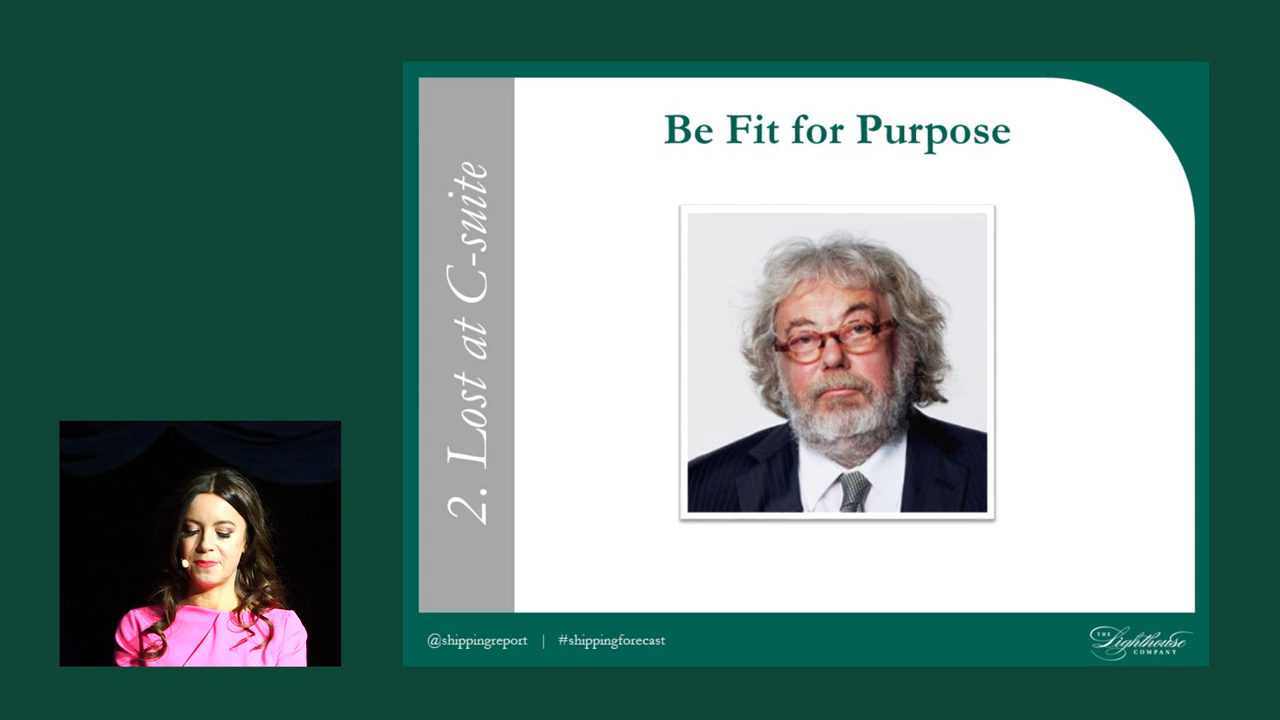 Be Fit for Purpose
2. Lost at C-suite
@shippingreport | #shippingforecast
THE
Lighthouse
COMPANY